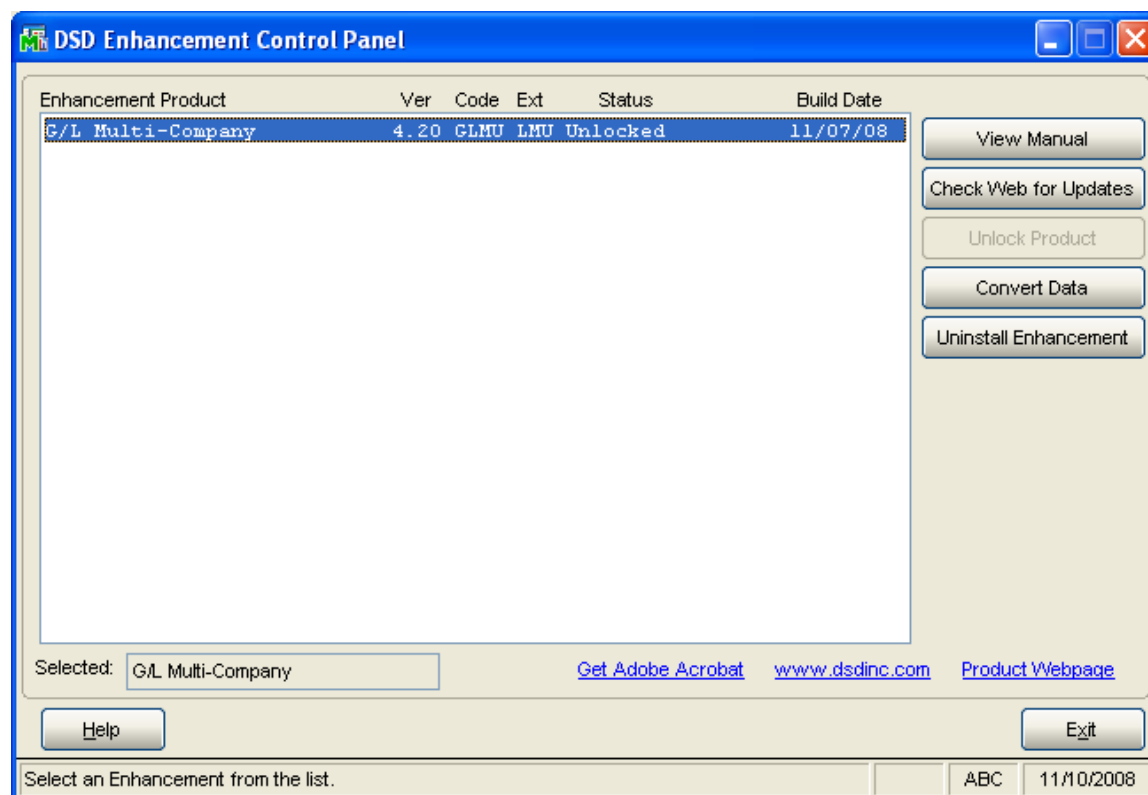 DSD Enhancement Control Panel
Enhancement Product Ver Code Ext Status Build Date
G/L Multi-Company 4.20 GLMU LMU Unlocked 11/07/08
View Manual
Check Web for Updates
Unlock Product
Convert Data
Uninstall Enhancement
Selected: G/L Multi-Company Get Adobe Acrobat www.dsdinc.com Product Webpage
Help Exit
Select an Enhancement from the list. ABC 11/10/2008